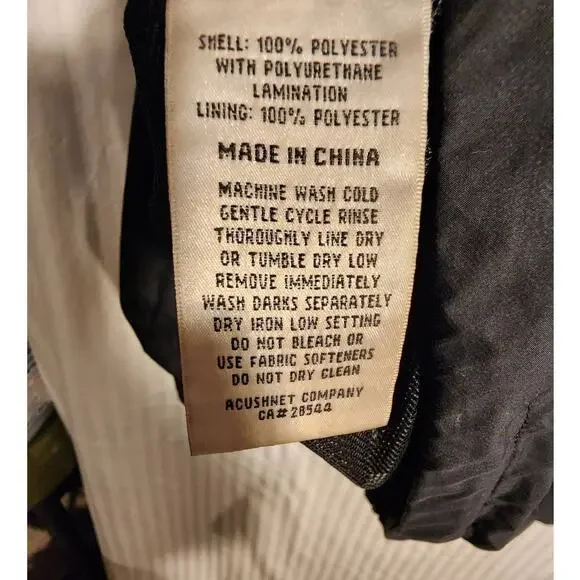 SHELL: 100% POLYESTER
WITH POLYURETHANE
LAMINATION
LINING: 100% POLYESTER
MADE IN CHINA
MACHINE WASH COLD
GENTLE CYCLE RINSE
THOROUGHLY LINE DRY
OR TUMBLE DRY LOW
REMOVE IMMEDIATELY
WASH DARKS SEPARATELY
DRY IRON LOW SETTING
DO NOT BLEACH OR
USE FABRIC SOFTENERS
DO NOT DRY CLEAN
ACUSHNET COMPANY
CA# 28544